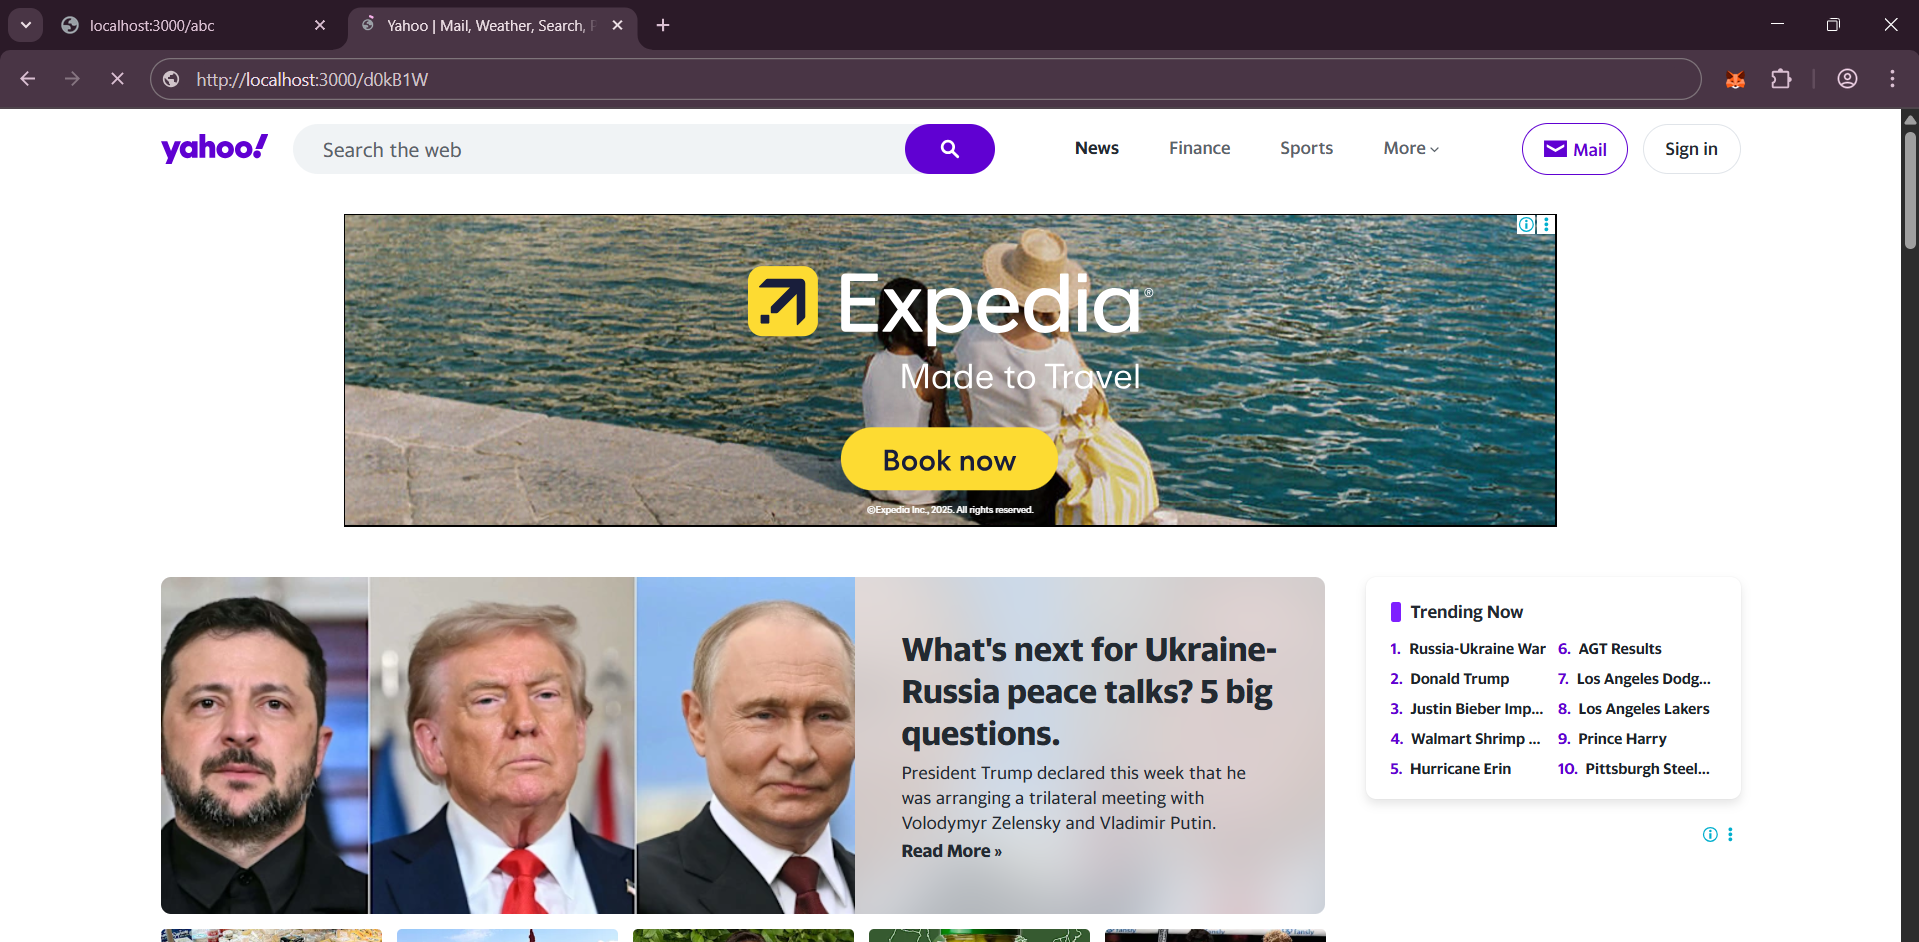 localhost:3000/abc
Yahoo | Mail, Weather, Search,
http://localhost:3000/d0kB1W
yahoo!
Search the web
News
Finance
Sports
More
Mail
Sign in
Expedia®
Made to Travel
Book now
©Expedia Inc., 2025. All rights reserved.
What's next for Ukraine-
Russia peace talks? 5 big
questions.
President Trump declared this week that he
was arranging a trilateral meeting with
Volodymyr Zelensky and Vladimir Putin.
Read More »
Trending Now
1. Russia-Ukraine War
2. Donald Trump
3. Justin Bieber Imp...
4. Walmart Shrimp ...
5. Hurricane Erin
6. AGT Results
7. Los Angeles Dodg...
8. Los Angeles Lakers
9. Prince Harry
10. Pittsburgh Steel...